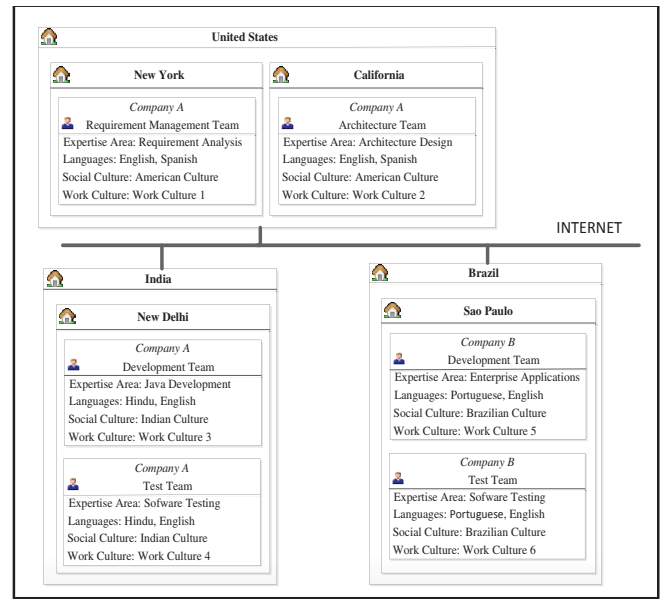 United States
New York
Company A
Requirement Management Team
Expertise Area: Requirement Analysis
Languages: English, Spanish
Social Culture: American Culture
Work Culture: Work Culture 1
California
Company A
Architecture Team
Expertise Area: Architecture Design
Languages: English, Spanish
Social Culture: American Culture
Work Culture: Work Culture 2
INTERNET
India
New Delhi
Company A
Development Team
Expertise Area: Java Development
Languages: Hindu, English
Social Culture: Indian Culture
Work Culture: Work Culture 3
Company A
Test Team
Expertise Area: Sofware Testing
Languages: Hindu, English
Social Culture: Indian Culture
Work Culture: Work Culture 4
Brazil
Sao Paulo
Company B
Development Team
Expertise Area: Enterprise Applications
Languages: Portuguese, English
Social Culture: Brazilian Culture
Work Culture: Work Culture 5
Company B
Test Team
Expertise Area: Sofware Testing
Languages: Portuguese, English
Social Culture: Brazilian Culture
Work Culture: Work Culture 6